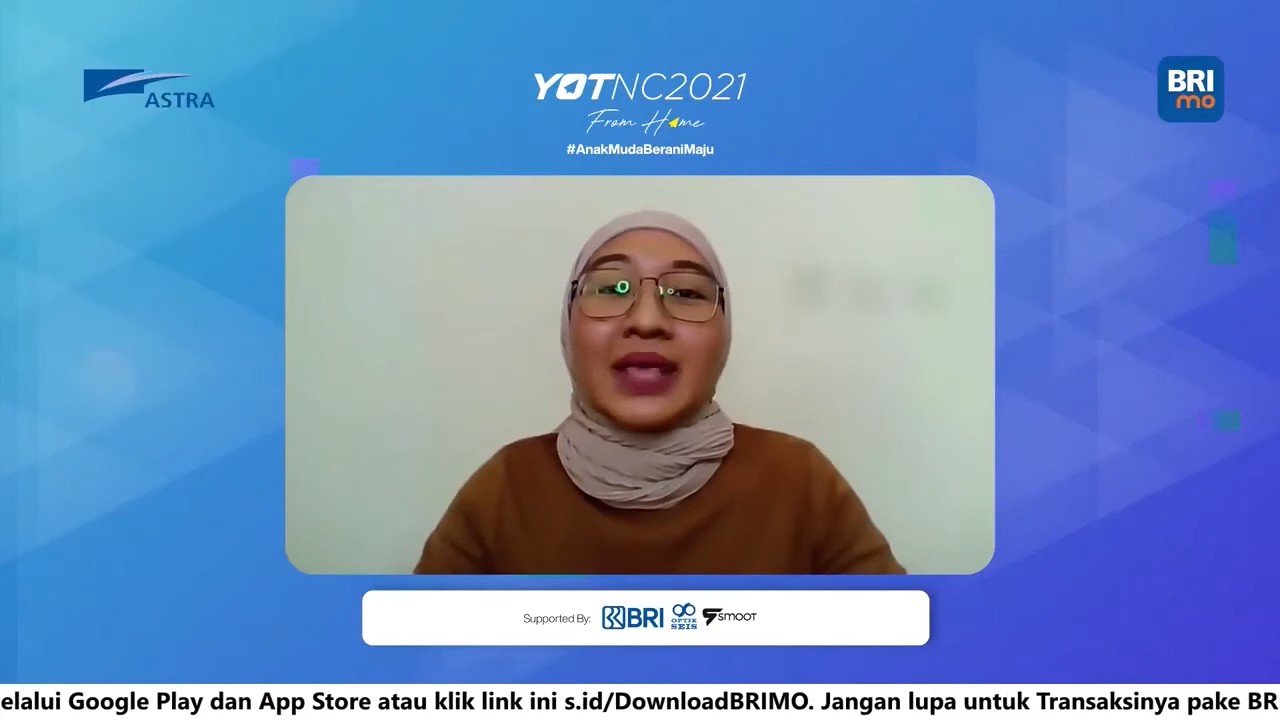 ASTRA
YOTNC2021
From Home
#AnakMudaBeraniMaju
BRI
mo
Supported By:
BRI
OPTIK
SEIS
SMOOT
elalui Google Play dan App Store atau klik link ini s.id/DownloadBRIMO. Jangan lupa untuk Transaksinya pake BR